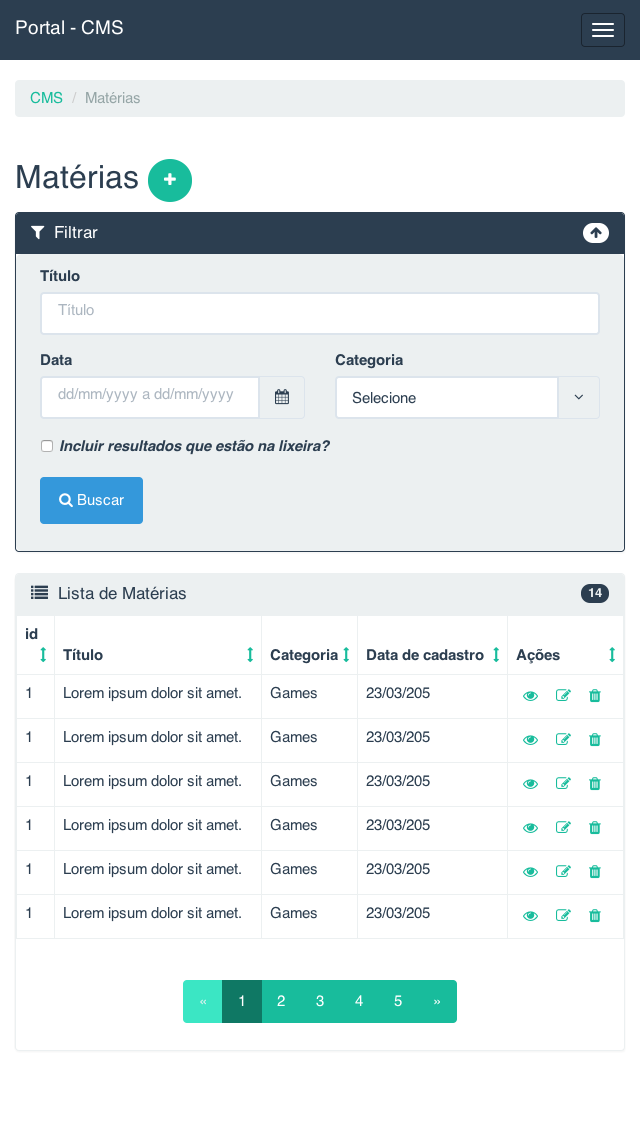 Portal - CMS
CMS / Matérias
Matérias
Filtrar
Título
Título
Data Categoria
dd/mm/yyyy a dd/mm/yyyy Selecione
Incluir resultados que estão na lixeira?
Buscar
Lista de Matérias 14
id Título Categoria Data de cadastro Ações
1 Lorem ipsum dolor sit amet. Games 23/03/205
1 Lorem ipsum dolor sit amet. Games 23/03/205
1 Lorem ipsum dolor sit amet. Games 23/03/205
1 Lorem ipsum dolor sit amet. Games 23/03/205
1 Lorem ipsum dolor sit amet. Games 23/03/205
1 Lorem ipsum dolor sit amet. Games 23/03/205
« 1 2 3 4 5 »